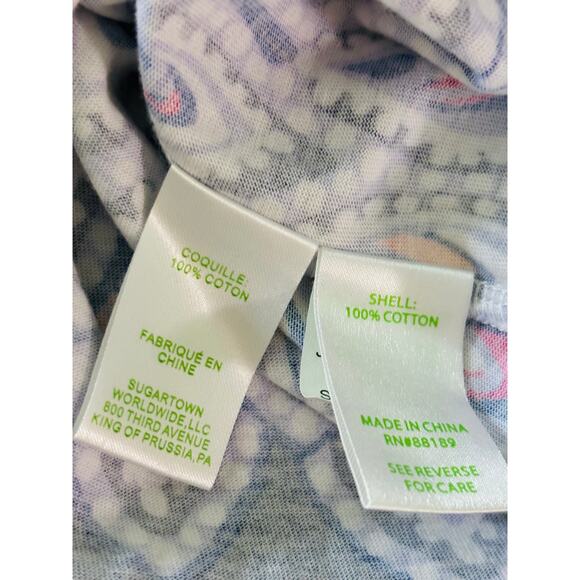 COQUILLE:
100% COTON
FABRIQUÉ EN
CHINE
SUGARTOWN
WORLDWIDE,LLC
800 THIRD AVENUE
KING OF PRUSSIA,PA
SHELL:
100% COTTON
MADE IN CHINA
RN#88189
SEE REVERSE
FOR CARE